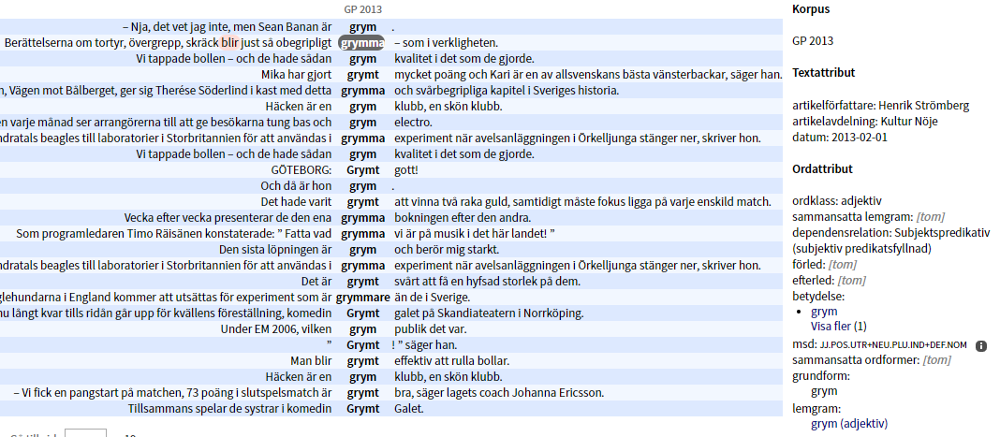 GP 2013
– Nja, det vet jag inte, men Sean Banan är grym .
Berättelserna om tortyr, övergrepp, skräck blir just så obegripligt grymma – som i verkligheten.
Vi tappade bollen – och de hade sådan grym kvalitet i det som de gjorde.
Mika har gjort grymt mycket poäng och Kari är en av allsvenskans bästa vänsterbackar, säger han.
, Vägen mot Bålberget, ger sig Therése Söderlind i kast med detta grymma och svårbegripliga kapitel i Sveriges historia.
Häcken är en grym klubb, en skön klubb.
varje månad ser arrangörerna till att ge besökarna tung bas och grym electro.
ndratals beagles till laboratorier i Storbritannien för att användas i grymma experiment när avelsanläggningen i Örkelljunga stänger ner, skriver hon.
Vi tappade bollen – och de hade sådan grym kvalitet i det som de gjorde.
GÖTEBORG: Grymt gott!
Och då är hon grym .
Det hade varit grymt att vinna två raka guld, samtidigt måste fokus ligga på varje enskild match.
Vecka efter vecka presenterar de den ena grymma bokningen efter den andra.
Som programledaren Timo Räisänen konstaterade: ” Fatta vad grymma vi är på musik i det här landet! ”
Den sista löpningen är grym och berör mig starkt.
ndratals beagles till laboratorier i Storbritannien för att användas i grymma experiment när avelsanläggningen i Örkelljunga stänger ner, skriver hon.
Det är grymt svårt att få en hyfsad storlek på dem.
glehundarna i England kommer att utsättas för experiment som är grymmare än de i Sverige.
nu långt kvar tills ridån går upp för kvällens föreställning, komedin Grymt galet på Skandiateatern i Norrköping.
Under EM 2006, vilken grym publik det var.
” Grymt ! ” säger han.
Man blir grymt effektiv att rulla bollar.
Häcken är en grym klubb, en skön klubb.
– Vi fick en pangstart på matchen, 73 poäng i slutspelsmatch är grymt bra, säger lagets coach Johanna Ericsson.
Tillsammans spelar de systrar i komedin Grymt Galet.
Korpus
GP 2013
Textattribut
artikelförfattare: Henrik Strömberg
artikelavdelning: Kultur Nöje
datum: 2013-02-01
Ordattribut
ordklass: adjektiv
sammansatta lemgram: [tom]
dependensrelation: Subjektspredikativ
(subjektiv predikatsfyllnad)
förled: [tom]
efterled: [tom]
betydelse:
• grym
Visa fler (1)
msd: JJ.POS.UTR+NEU.PLU.IND+DEF.NOM i
sammansatta ordformer: [tom]
grundform:
grym
lemgram:
grym (adjektiv)